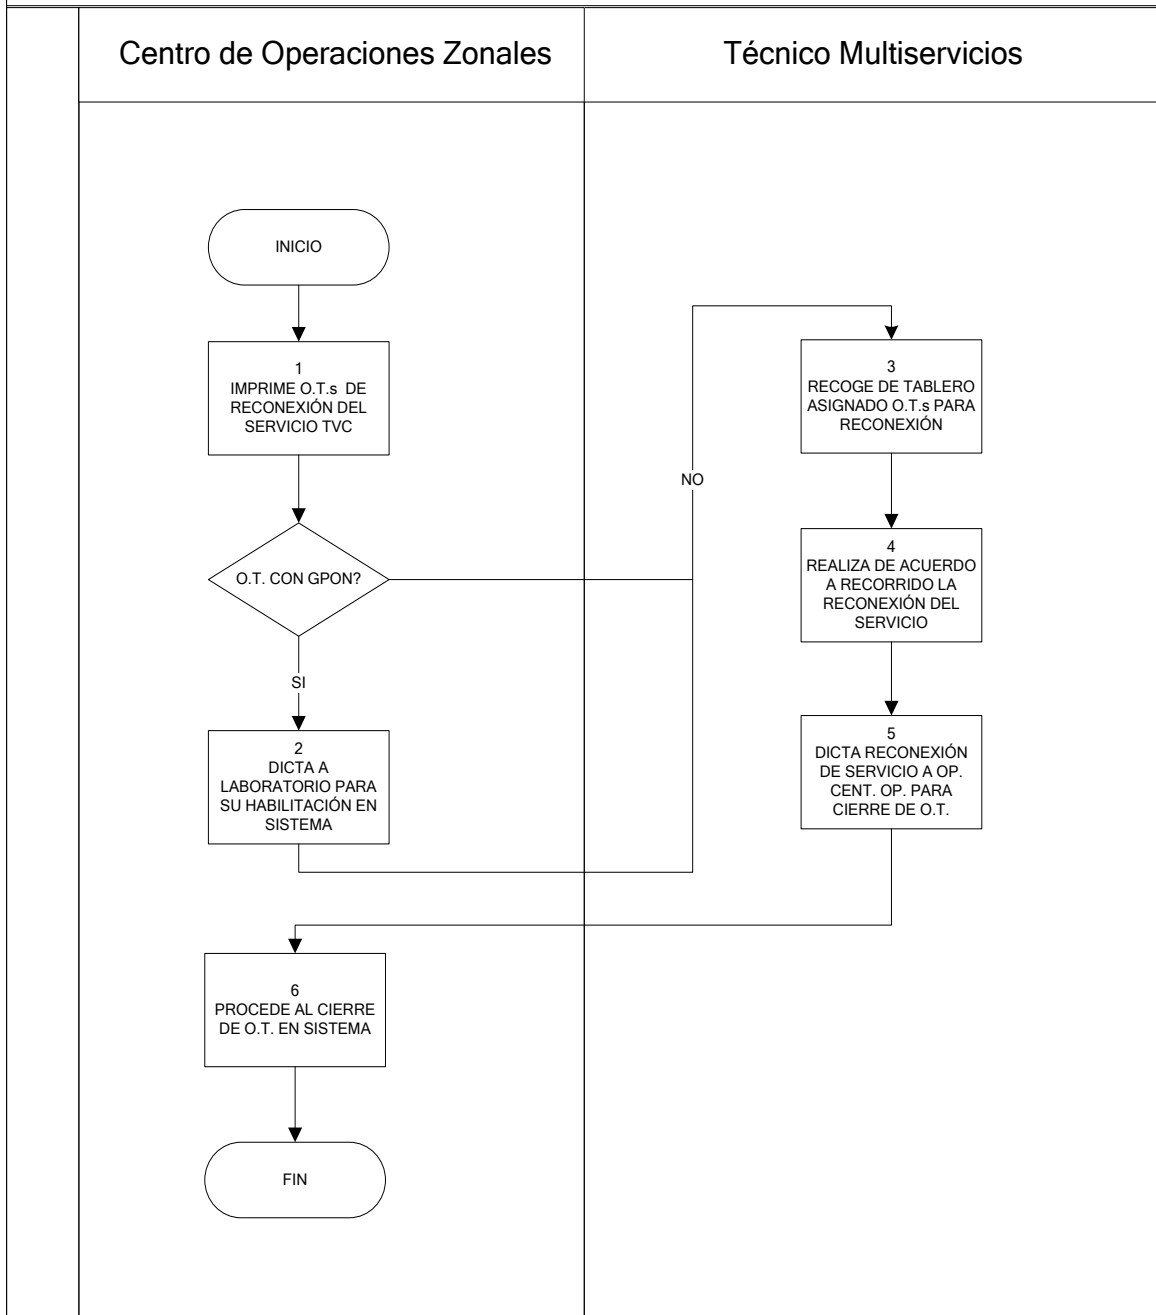 Centro de Operaciones Zonales
Técnico Multiservicios
INICIO
1
IMPRIME O.T.s DE
RECONEXIÓN DEL
SERVICIO TVC
O.T. CON GPON?
SI
2
DICTA A
LABORATORIO PARA
SU HABILITACIÓN EN
SISTEMA
NO
3
RECOGE DE TABLERO
ASIGNADO O.T.s PARA
RECONEXIÓN
4
REALIZA DE ACUERDO
A RECORRIDO LA
RECONEXIÓN DEL
SERVICIO
5
DICTA RECONEXIÓN
DE SERVICIO A OP.
CENT. OP. PARA
CIERRE DE O.T.
6
PROCEDE AL CIERRE
DE O.T. EN SISTEMA
FIN